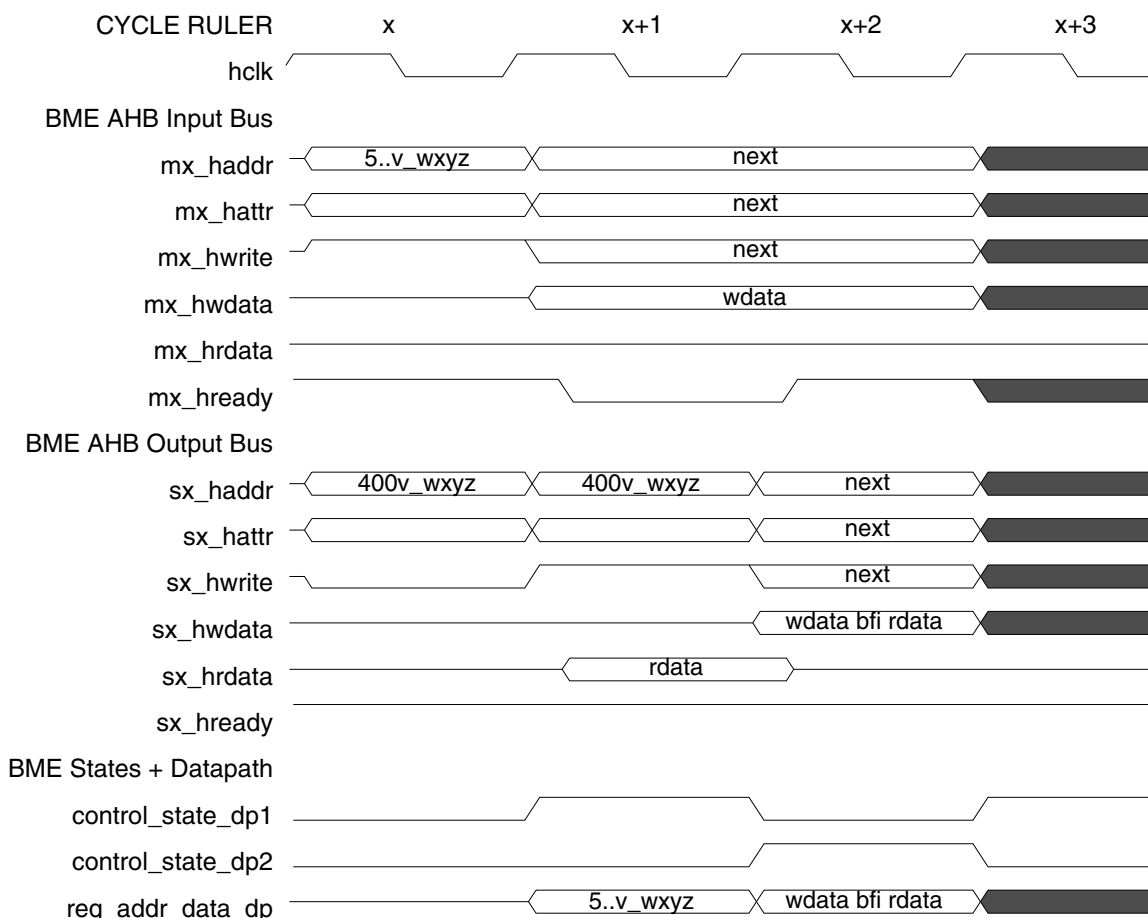 CYCLE RULER x x+1 x+2 x+3
hclk
BME AHB Input Bus
mx_haddr 5..v_wxyz next
mx_hattr next
mx_hwrite next
mx_hwdata wdata
mx_hrdata
mx_hready
BME AHB Output Bus
sx_haddr 400v_wxyz 400v_wxyz next
sx_hattr next
sx_hwrite next
sx_hwdata wdata bfi rdata
sx_hrdata rdata
sx_hready
BME States + Datapath
control_state_dp1
control_state_dp2
reg_addr_data_dp 5..v_wxyz wdata bfi rdata